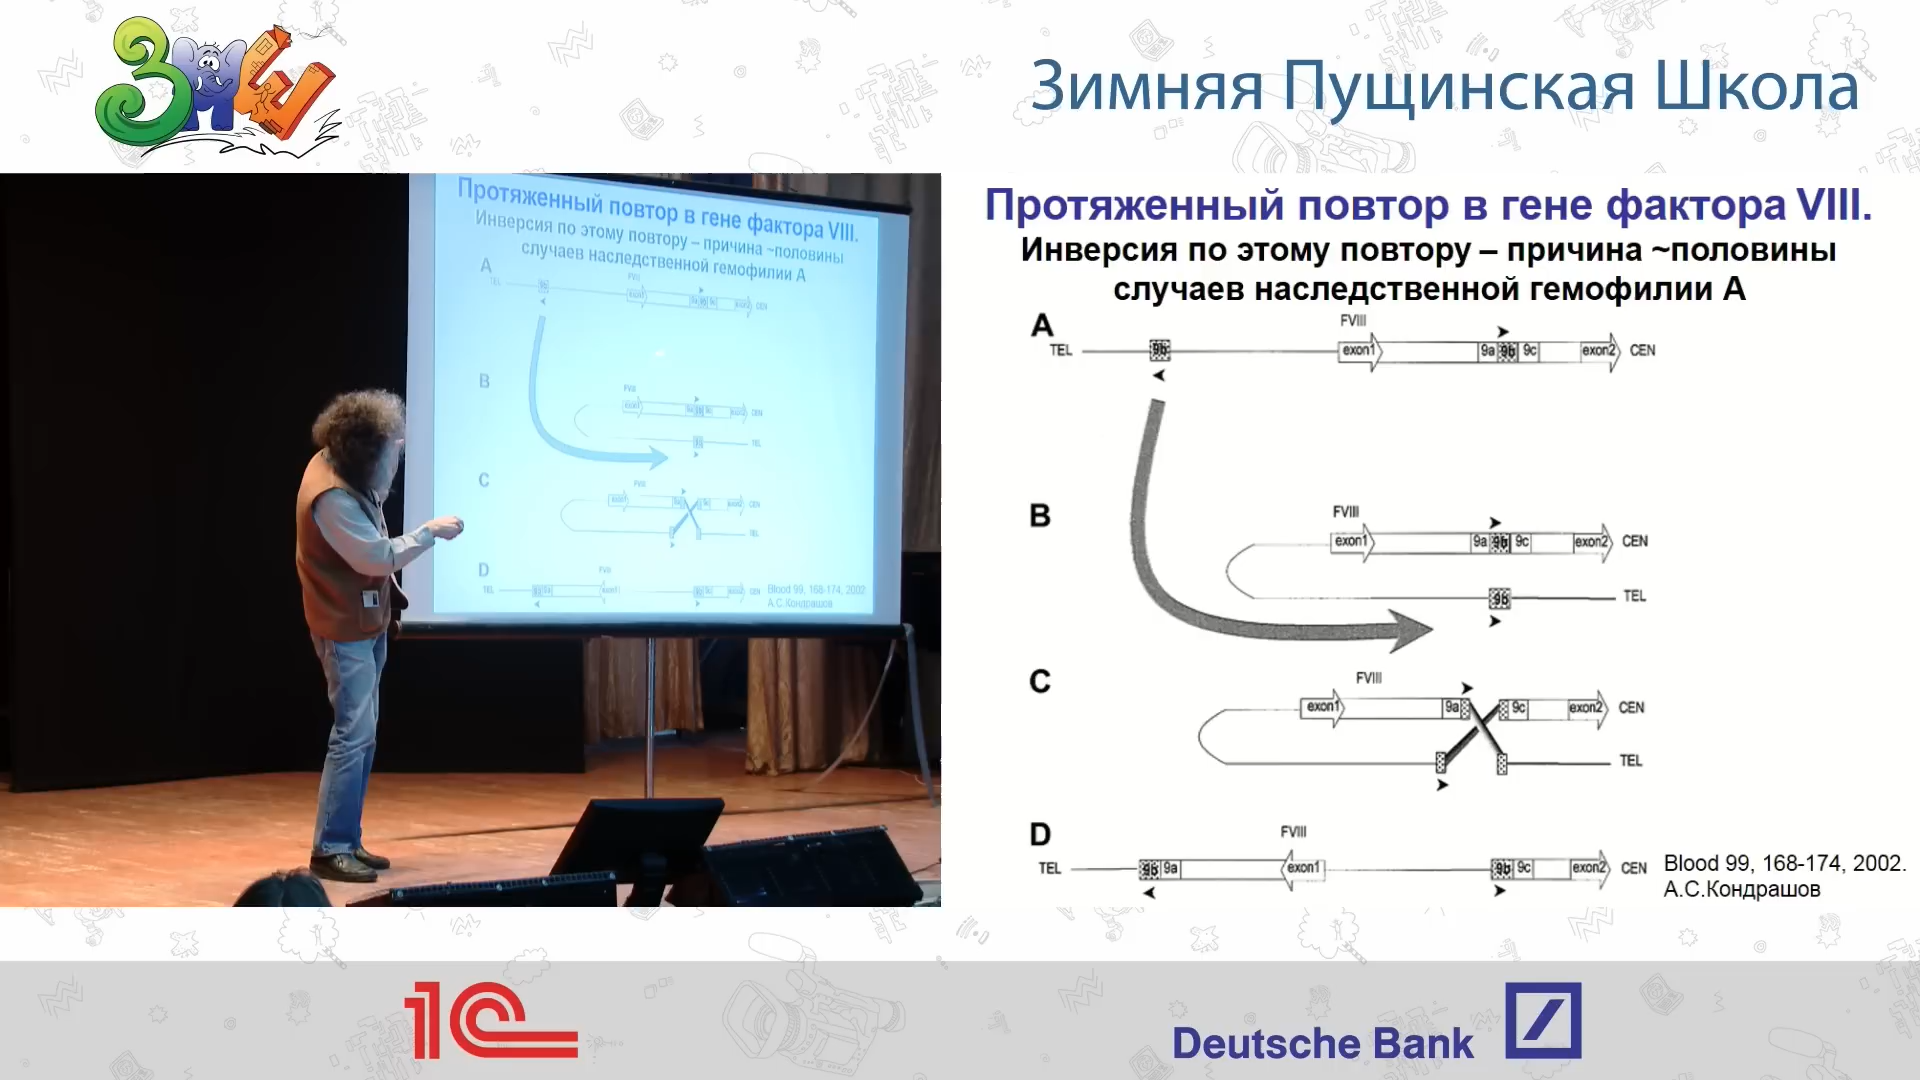 ЗПШ
Зимняя Пущинская Школа
Протяженный повтор в гене фактора VIII.
Инверсия по этому повтору – причина ~половины
случаев наследственной гемофилии А
A
TEL
CEN
B
C
D
Blood 99, 168-174, 2002.
А.С.Кондрашов
Протяженный повтор в гене фактора VIII.
Инверсия по этому повтору – причина ~половины
случаев наследственной гемофилии А
A
FVIII
TEL 9b exon1 9a 9b 9c exon2 CEN
B
FVIII
exon1 9a 9b 9c exon2 CEN
9b TEL
C
FVIII
exon1 9a 9c exon2 CEN
TEL
D
FVIII
TEL 9b 9a exon1 9b 9c exon2 CEN
Blood 99, 168-174, 2002.
А.С.Кондрашов
1C
Deutsche Bank